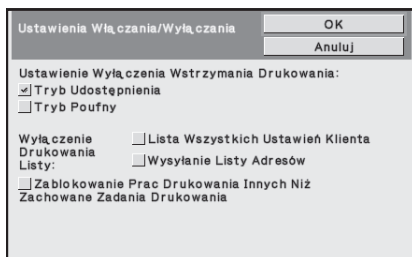 Ustawienia Włączania/Wyłączania
OK
Anuluj
Ustawienie Wyłączenia Wstrzymania Drukowania:
Tryb Udostępnienia
Tryb Poufny
Wyłączenie
Drukowania
Listy:
Lista Wszystkich Ustawień Klienta
Wysyłanie Listy Adresów
Zablokowanie Prac Drukowania Innych Niż
Zachowane Zadania Drukowania